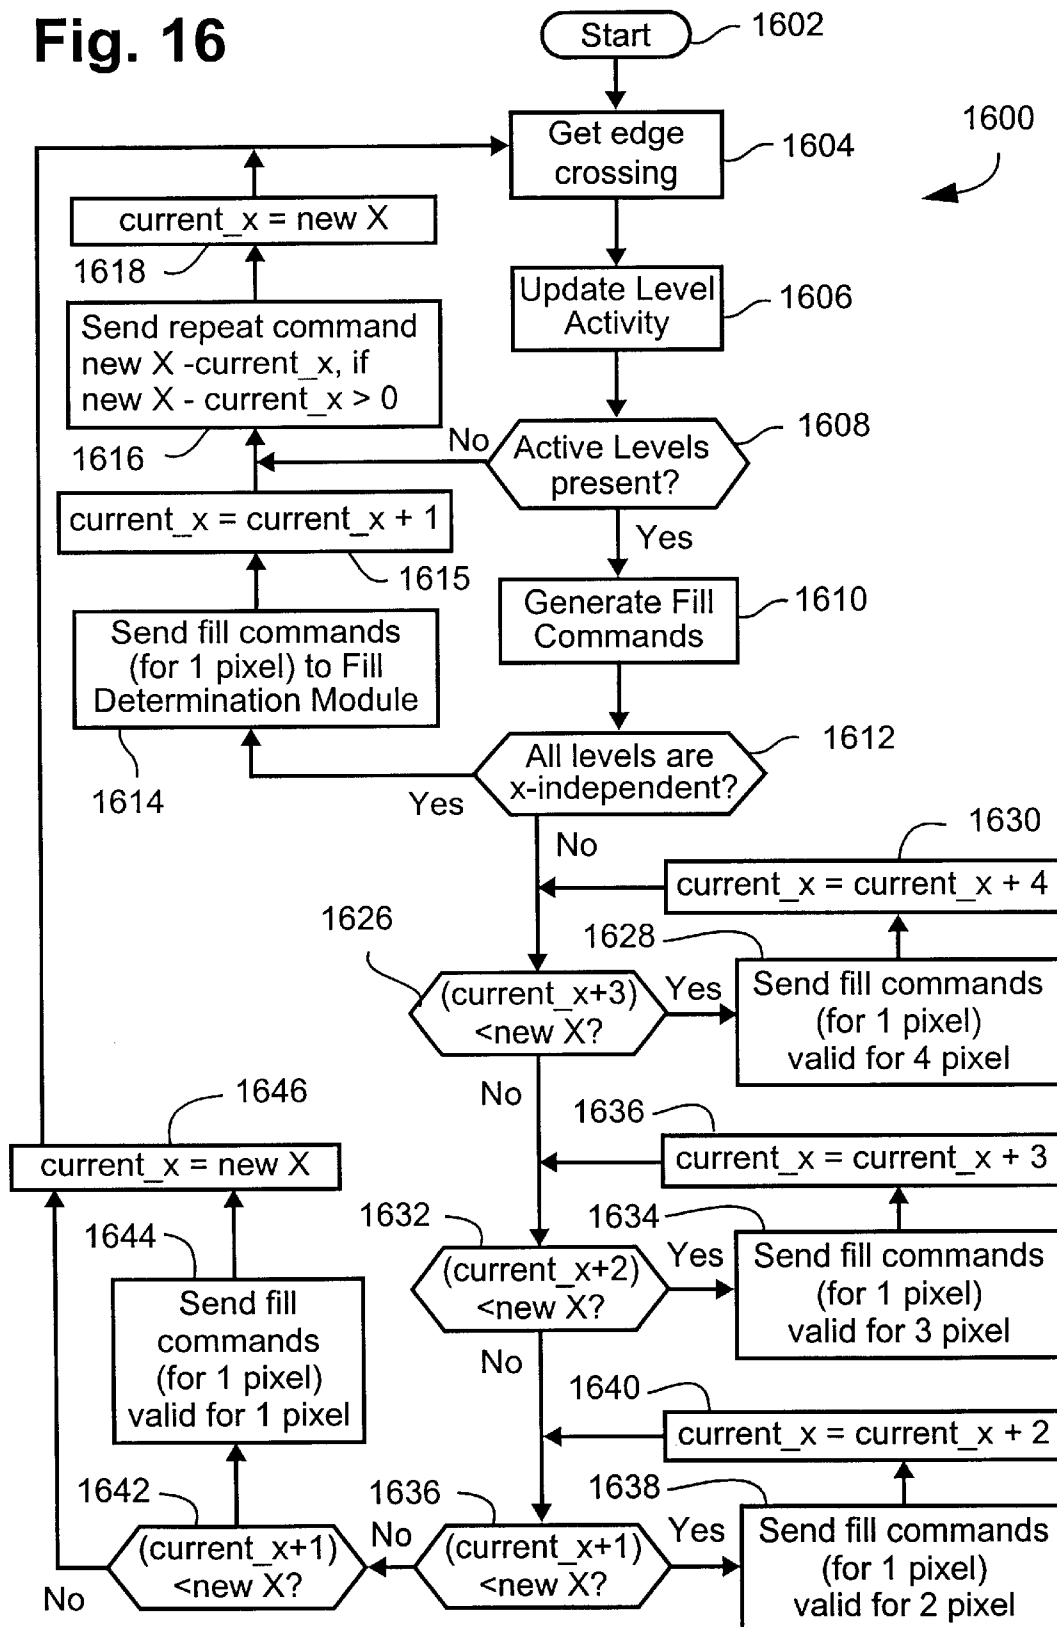 Fig. 16
Start
1602
1600
Get edge
crossing
1604
current_x = new X
1618
Update Level
Activity
1606
Send repeat command
new X -current_x, if
new X - current_x > 0
1616
No
Active Levels
present?
1608
Yes
current_x = current_x + 1
1615
Generate Fill
Commands
1610
Send fill commands
(for 1 pixel) to Fill
Determination Module
1614
Yes
All levels are
x-independent?
1612
No
1630
current_x = current_x + 4
1626
1628
(current_x+3)
<new X?
Yes
Send fill commands
(for 1 pixel)
valid for 4 pixel
No
1646
1636
current_x = new X
current_x = current_x + 3
1644
1632
1634
(current_x+2)
<new X?
Yes
Send fill commands
(for 1 pixel)
valid for 3 pixel
Send fill
commands
(for 1 pixel)
valid for 1 pixel
No
1640
current_x = current_x + 2
1642
1636
1638
(current_x+1)
<new X?
No
No
(current_x+1)
<new X?
Yes
Send fill commands
(for 1 pixel)
valid for 2 pixel